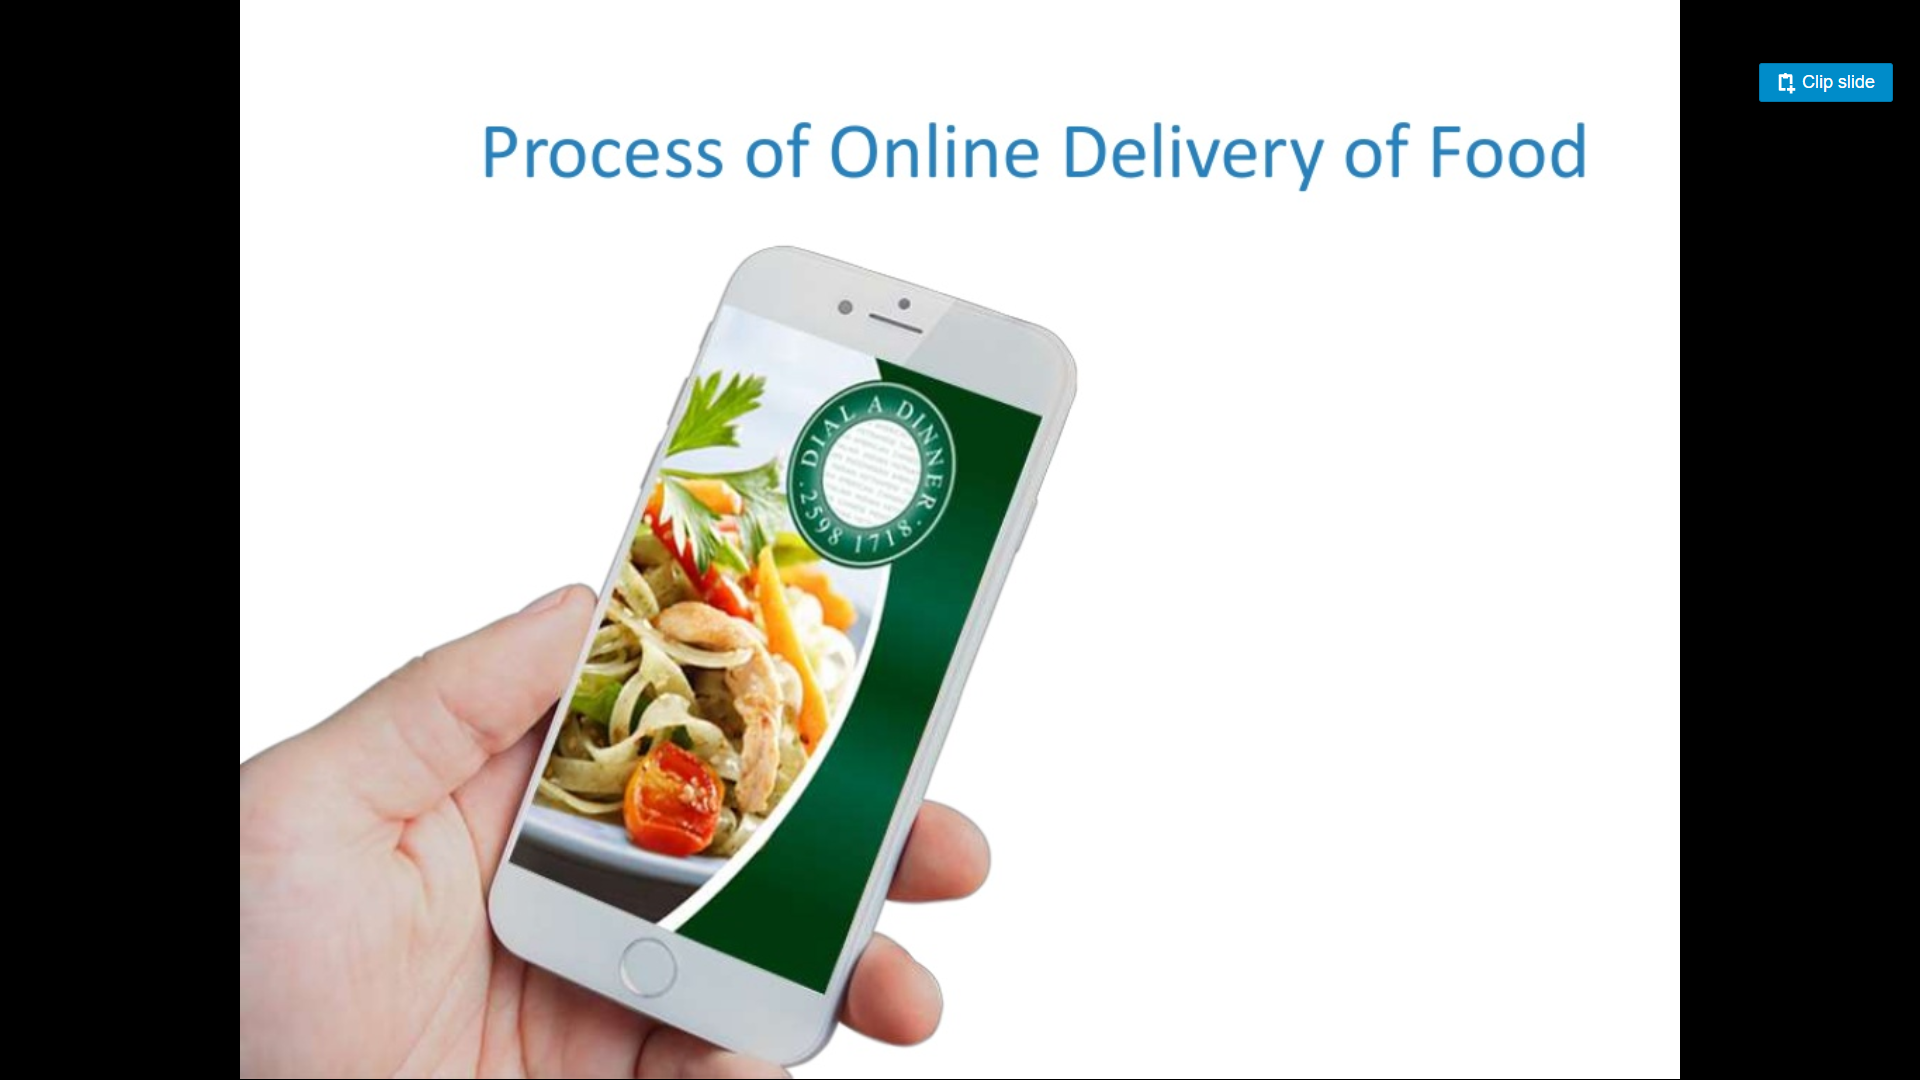 Clip slide
Process of Online Delivery of Food
DIAL A DINNER
2598 1718